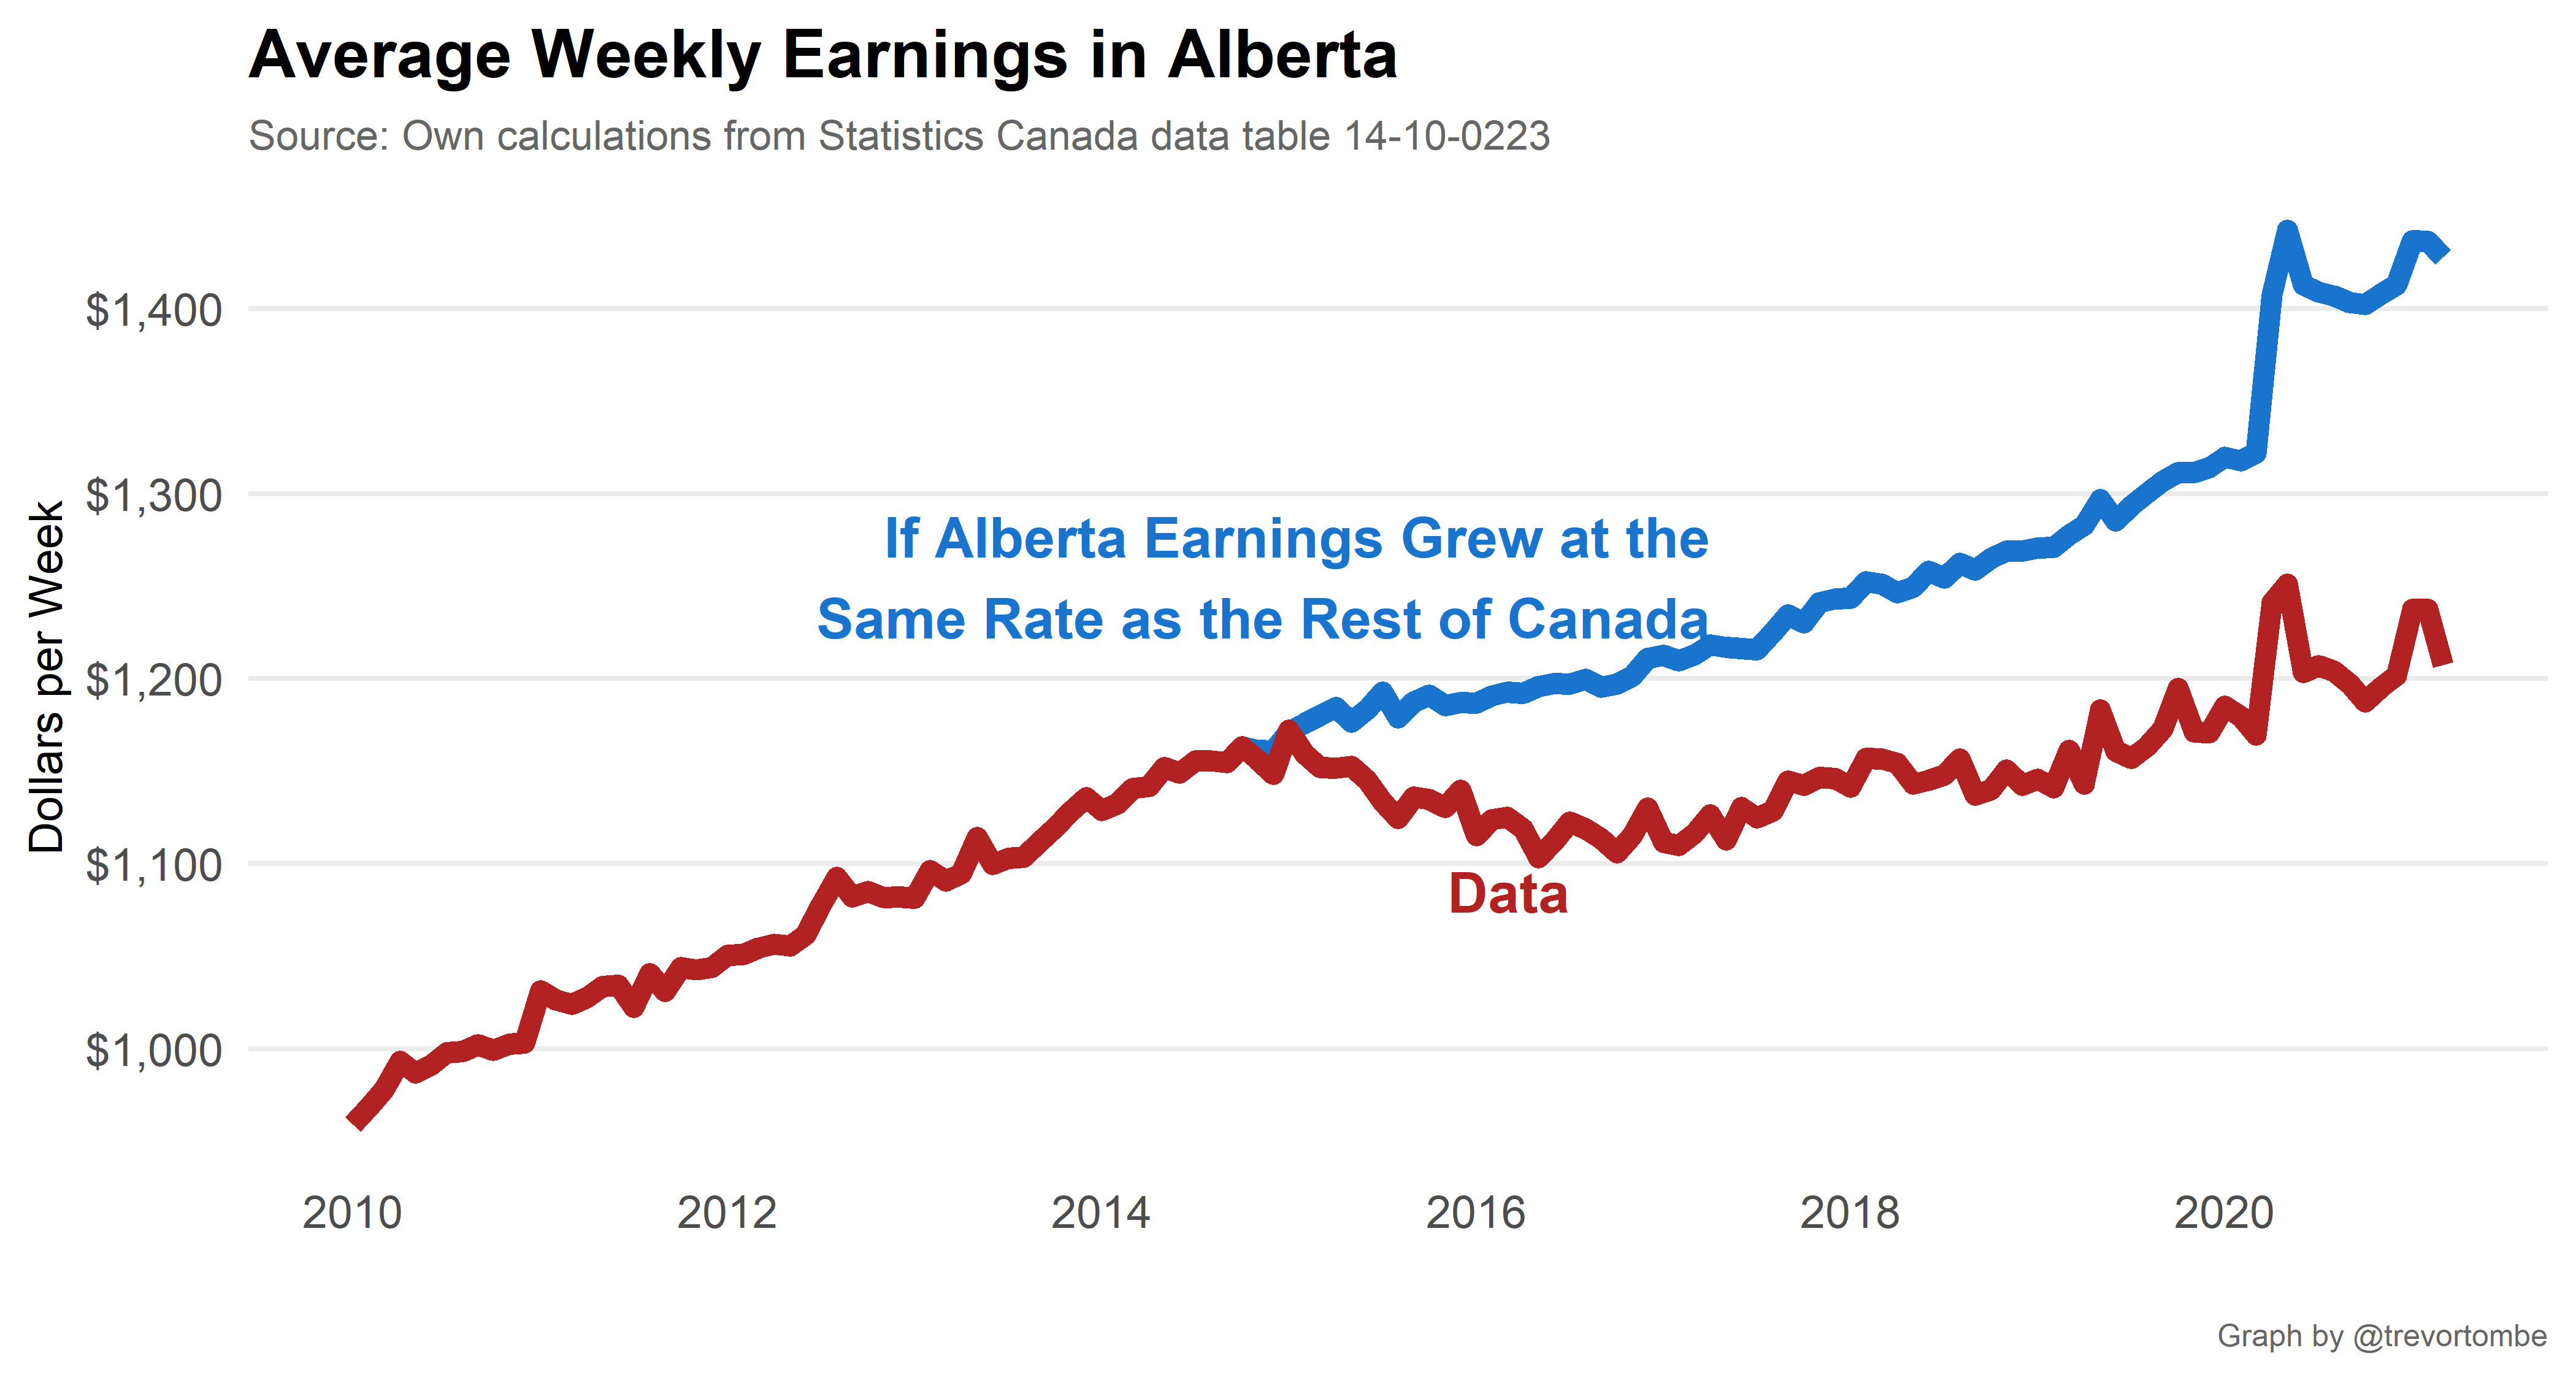 Average Weekly Earnings in Alberta
Source: Own calculations from Statistics Canada data table 14-10-0223
Dollars per Week
$1,400
$1,300
$1,200
$1,100
$1,000
If Alberta Earnings Grew at the
Same Rate as the Rest of Canada
Data
2010
2012
2014
2016
2018
2020
Graph by @trevortombe